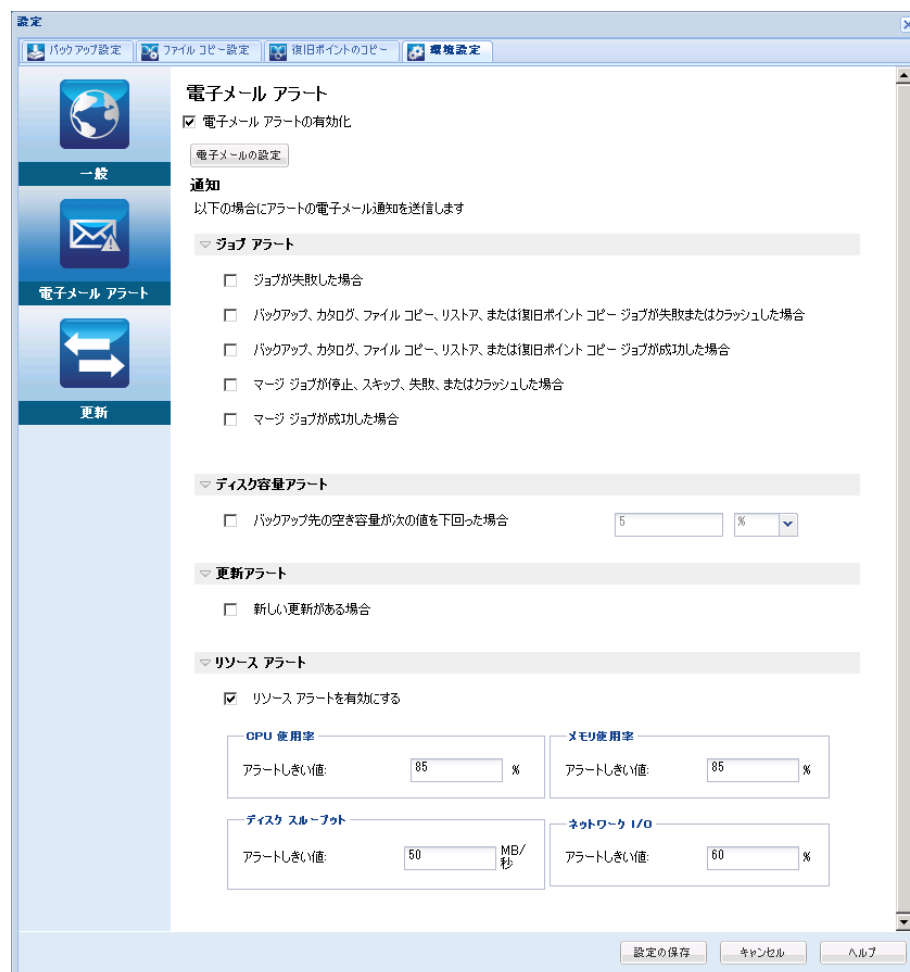 設定
バックアップ設定
ファイル コピー設定
復旧ポイントのコピー
環境設定
一般
電子メール アラート
更新
電子メール アラート
電子メール アラートの有効化
電子メールの設定
通知
以下の場合にアラートの電子メール通知を送信します
ジョブ アラート
ジョブが失敗した場合
バックアップ、カタログ、ファイル コピー、リストア、または復旧ポイント コピー ジョブが失敗またはクラッシュした場合
バックアップ、カタログ、ファイル コピー、リストア、または復旧ポイント コピー ジョブが成功した場合
マージ ジョブが停止、スキップ、失敗、またはクラッシュした場合
マージ ジョブが成功した場合
ディスク容量アラート
バックアップ先の空き容量が次の値を下回った場合 5 %
更新アラート
新しい更新がある場合
リソース アラート
リソース アラートを有効にする
CPU 使用率
アラートしきい値: 85 %
メモリ使用率
アラートしきい値: 85 %
ディスク スループット
アラートしきい値: 50 MB/
秒
ネットワーク I/O
アラートしきい値: 60 %
設定の保存
キャンセル
ヘルプ